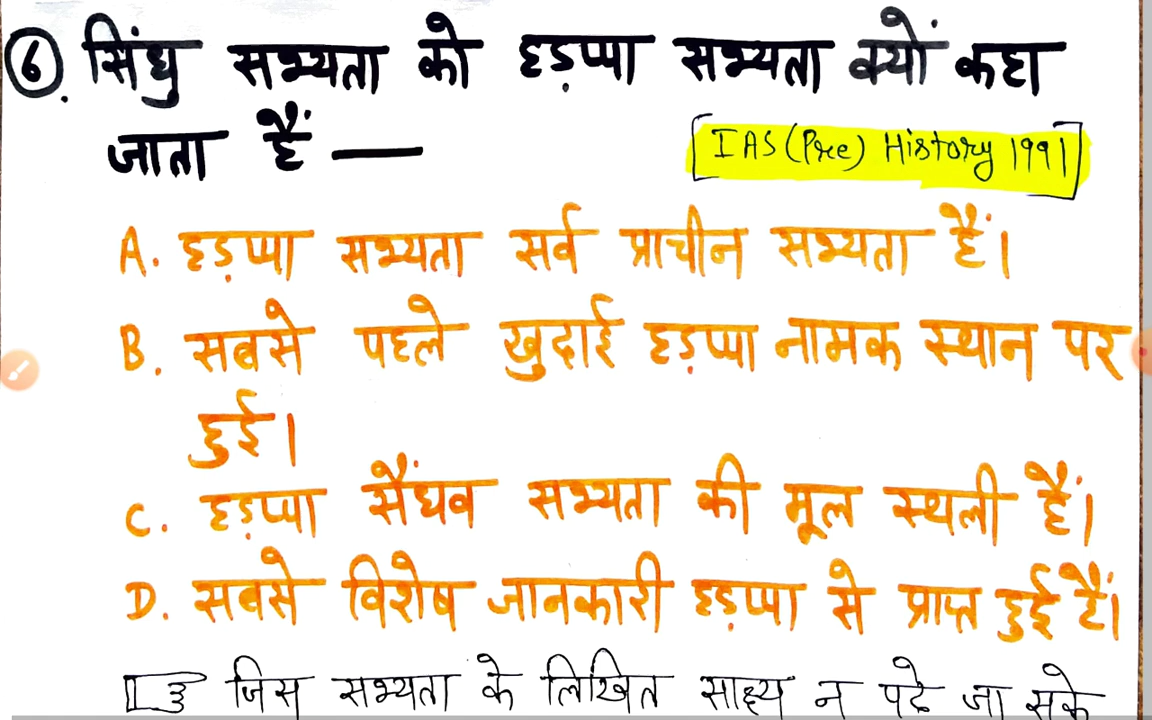 6. सिंधु सभ्यता को हड़प्पा सभ्यता क्यों कहा
जाता हैं —
[IAS (Pre) History 1991]
A. हड़प्पा सभ्यता सर्व प्राचीन सभ्यता हैं।
B. सबसे पहले खुदाई हड़प्पा नामक स्थान पर
हुई।
C. हड़प्पा सैंधव सभ्यता की मूल स्थली हैं।
D. सबसे विशेष जानकारी हड़प्पा से प्राप्त हुई हैं।
जिस सभ्यता के लिखित साक्ष्य न पढे जा सके